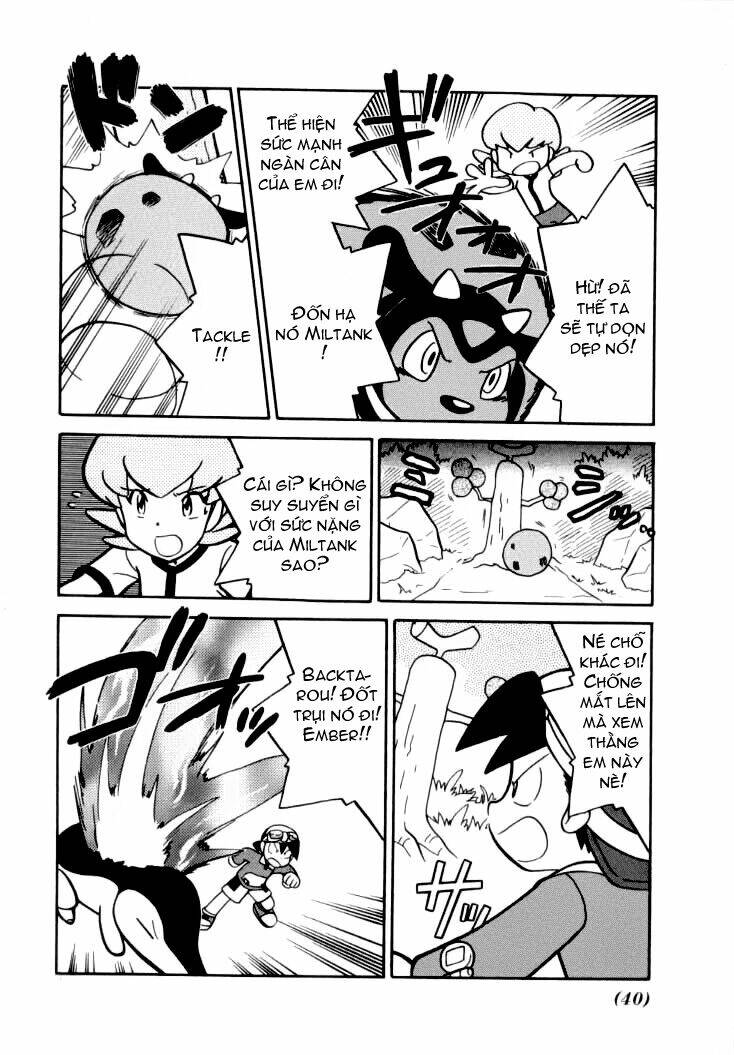 Hừ! Đã
thế ta
sẽ tự dọn
dẹp nó!
ギュオオオ
Thể hiện
sức mạnh
ngàn cân
của em đi!
Đốn hạ
nó Miltank
!
ドドン
Tackle
!!
Cái gì? Không
suy suyển gì
với sức nặng
của Miltank
sao?
Né chỗ
khác đi!
Chống
mắt lên
mà xem
thằng
em này
nè!
ザッ
Backta-
rou! Đốt
trụi nó đi!
Ember!!
ゴオ
(40)